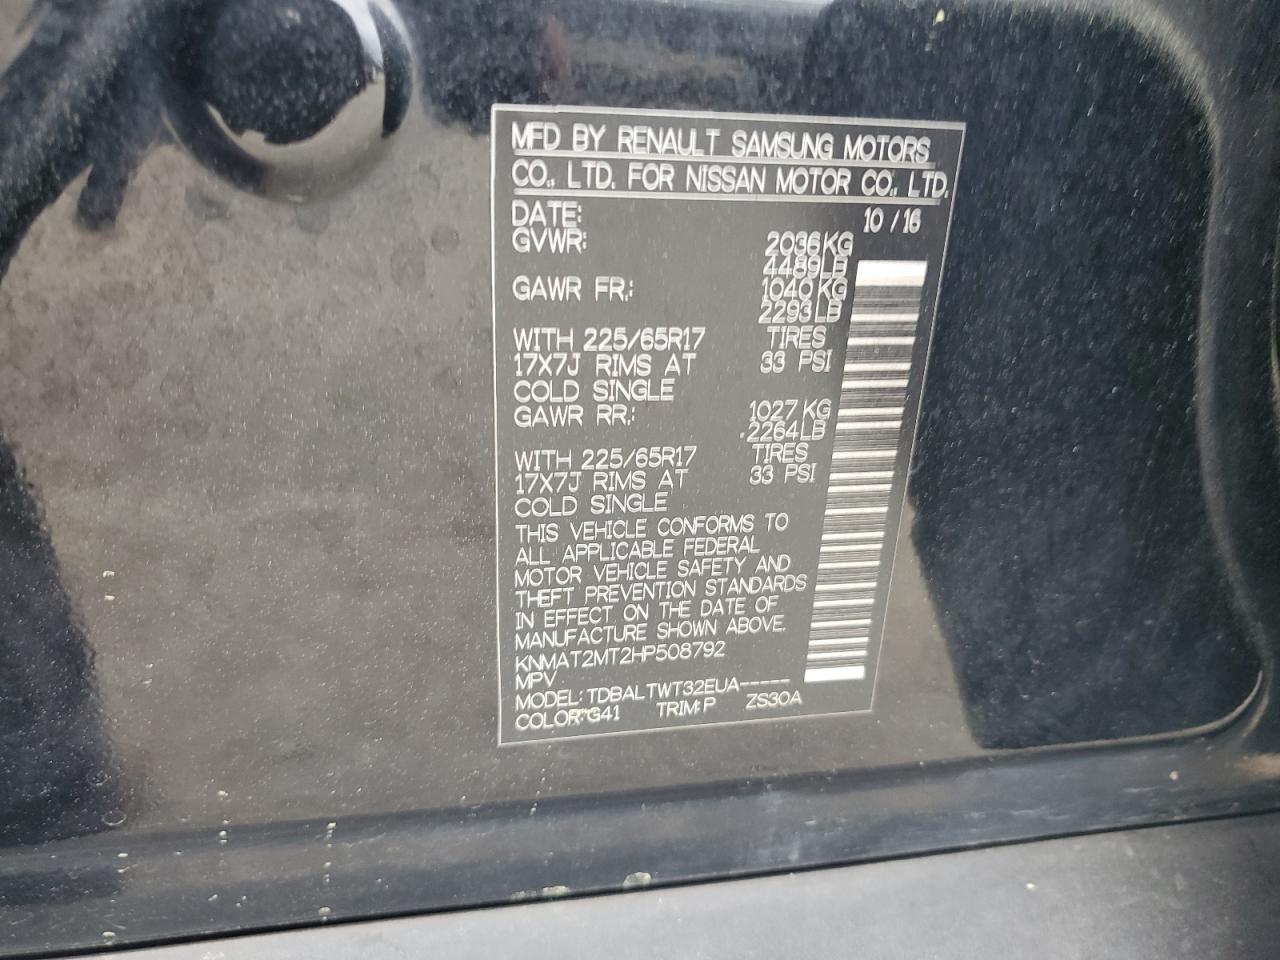 MFD BY RENAULT SAMSUNG MOTORS
CO., LTD. FOR NISSAN MOTOR CO., LTD.
DATE: 10 / 16
GVWR: 2036KG
4489LB
GAWR FR.: 1040KG
2293LB
WITH 225/65R17 TIRES
17X7J RIMS AT 33 PSI
COLD SINGLE
GAWR RR.: 1027KG
2264LB
WITH 225/65R17 TIRES
17X7J RIMS AT 33 PSI
COLD SINGLE
THIS VEHICLE CONFORMS TO
ALL APPLICABLE FEDERAL
MOTOR VEHICLE SAFETY AND
THEFT PREVENTION STANDARDS
IN EFFECT ON THE DATE OF
MANUFACTURE SHOWN ABOVE.
KNMAT2MT2HP508792
MPV
MODEL: TDBALTWT32EUA-----
COLOR:G41 TRIM:P ZS30A